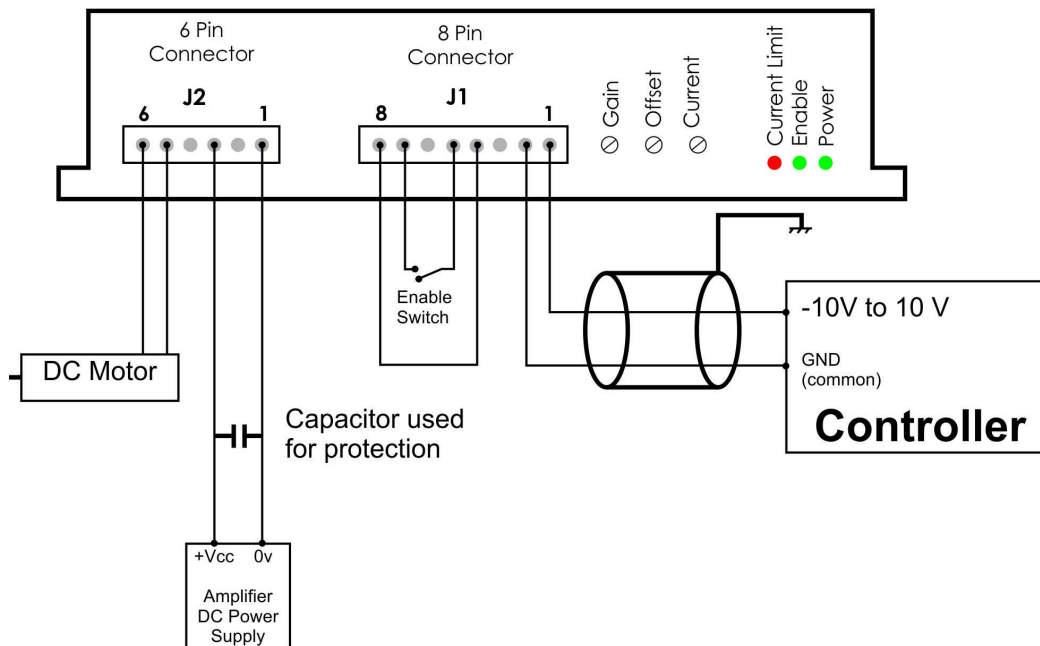 6 Pin
Connector
J2
6
1
8 Pin
Connector
J1
8
1
Gain
Offset
Current
Current Limit
Enable
Power
Enable
Switch
-10V to 10 V
GND
(common)
Controller
DC Motor
Capacitor used
for protection
+Vcc
0v
Amplifier
DC Power
Supply